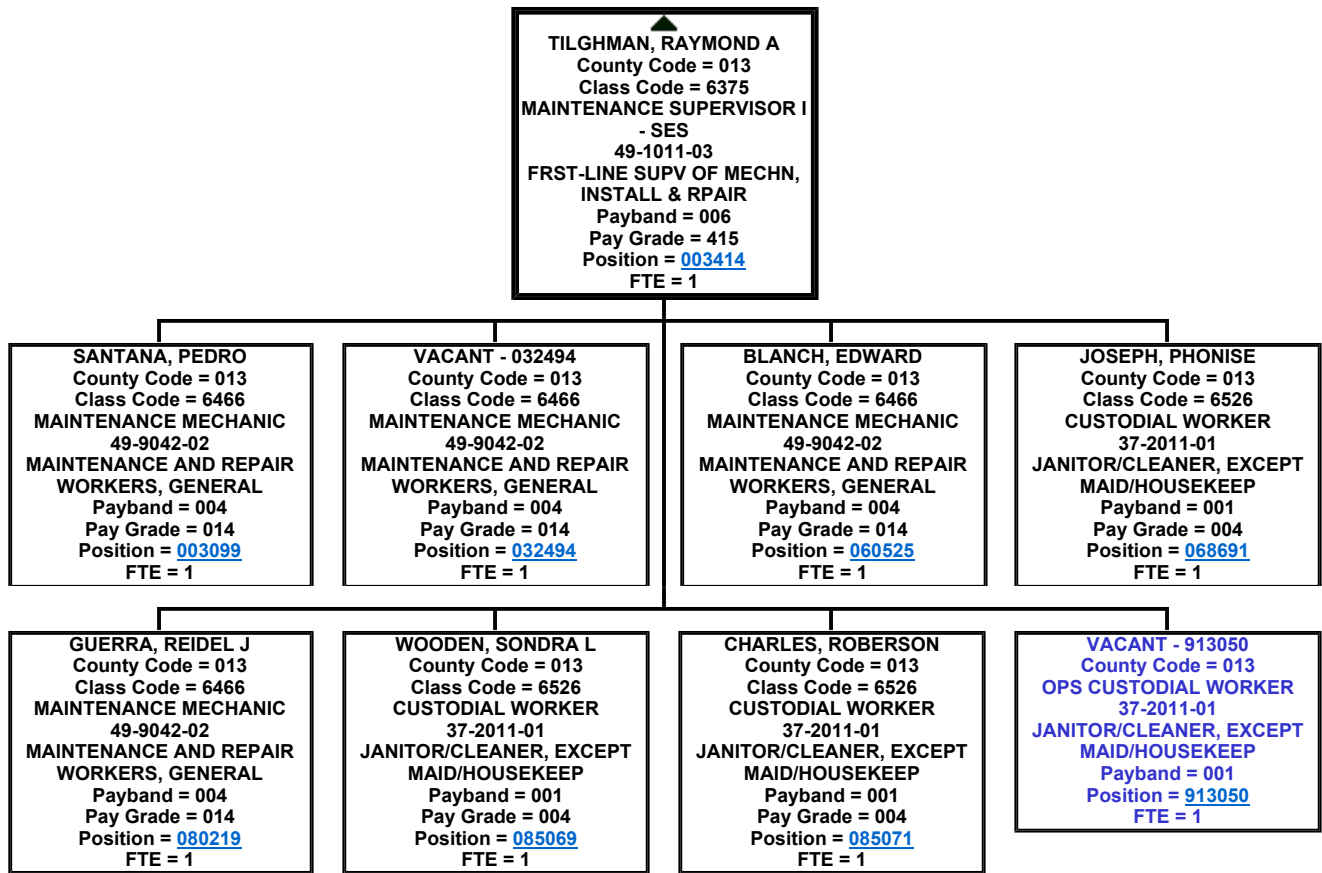 TILGHMAN, RAYMOND A
County Code = 013
Class Code = 6375
MAINTENANCE SUPERVISOR I
- SES
49-1011-03
FRST-LINE SUPV OF MECHN,
INSTALL & RPAIR
Payband = 006
Pay Grade = 415
Position = 003414
FTE = 1
SANTANA, PEDRO
County Code = 013
Class Code = 6466
MAINTENANCE MECHANIC
49-9042-02
MAINTENANCE AND REPAIR
WORKERS, GENERAL
Payband = 004
Pay Grade = 014
Position = 003099
FTE = 1
VACANT - 032494
County Code = 013
Class Code = 6466
MAINTENANCE MECHANIC
49-9042-02
MAINTENANCE AND REPAIR
WORKERS, GENERAL
Payband = 004
Pay Grade = 014
Position = 032494
FTE = 1
BLANCH, EDWARD
County Code = 013
Class Code = 6466
MAINTENANCE MECHANIC
49-9042-02
MAINTENANCE AND REPAIR
WORKERS, GENERAL
Payband = 004
Pay Grade = 014
Position = 060525
FTE = 1
JOSEPH, PHONISE
County Code = 013
Class Code = 6526
CUSTODIAL WORKER
37-2011-01
JANITOR/CLEANER, EXCEPT
MAID/HOUSEKEEP
Payband = 001
Pay Grade = 004
Position = 068691
FTE = 1
GUERRA, REIDEL J
County Code = 013
Class Code = 6466
MAINTENANCE MECHANIC
49-9042-02
MAINTENANCE AND REPAIR
WORKERS, GENERAL
Payband = 004
Pay Grade = 014
Position = 080219
FTE = 1
WOODEN, SONDRA L
County Code = 013
Class Code = 6526
CUSTODIAL WORKER
37-2011-01
JANITOR/CLEANER, EXCEPT
MAID/HOUSEKEEP
Payband = 001
Pay Grade = 004
Position = 085069
FTE = 1
CHARLES, ROBERSON
County Code = 013
Class Code = 6526
CUSTODIAL WORKER
37-2011-01
JANITOR/CLEANER, EXCEPT
MAID/HOUSEKEEP
Payband = 001
Pay Grade = 004
Position = 085071
FTE = 1
VACANT - 913050
County Code = 013
OPS CUSTODIAL WORKER
37-2011-01
JANITOR/CLEANER, EXCEPT
MAID/HOUSEKEEP
Payband = 001
Position = 913050
FTE = 1